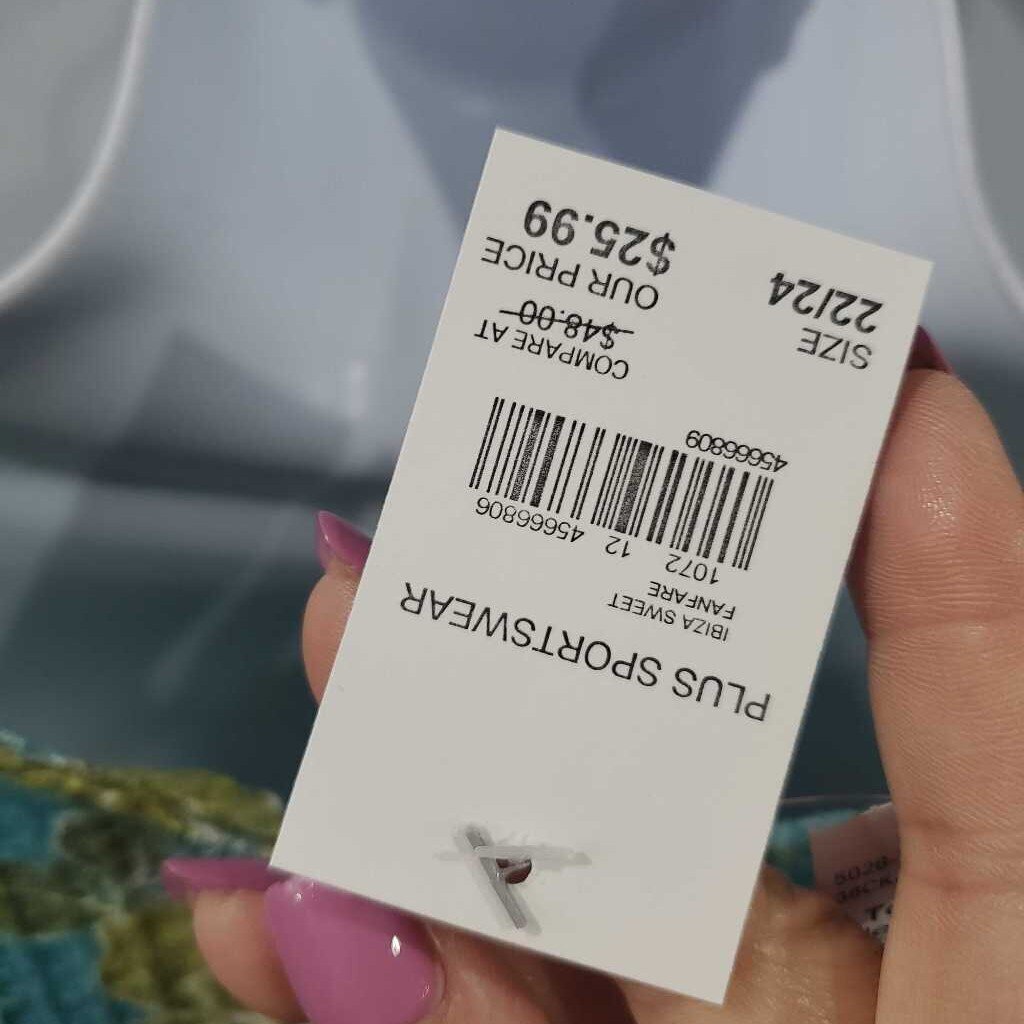 PLUS SPORTSWEAR
IBIZA SWEET
FANFARE
1072 12 45666806
45666809
COMPARE AT
$48.00
OUR PRICE
$25.99
SIZE
22/24